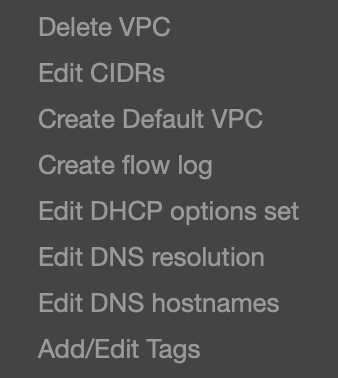 Delete VPC
Edit CIDRs
Create Default VPC
Create flow log
Edit DHCP options set
Edit DNS resolution
Edit DNS hostnames
Add/Edit Tags